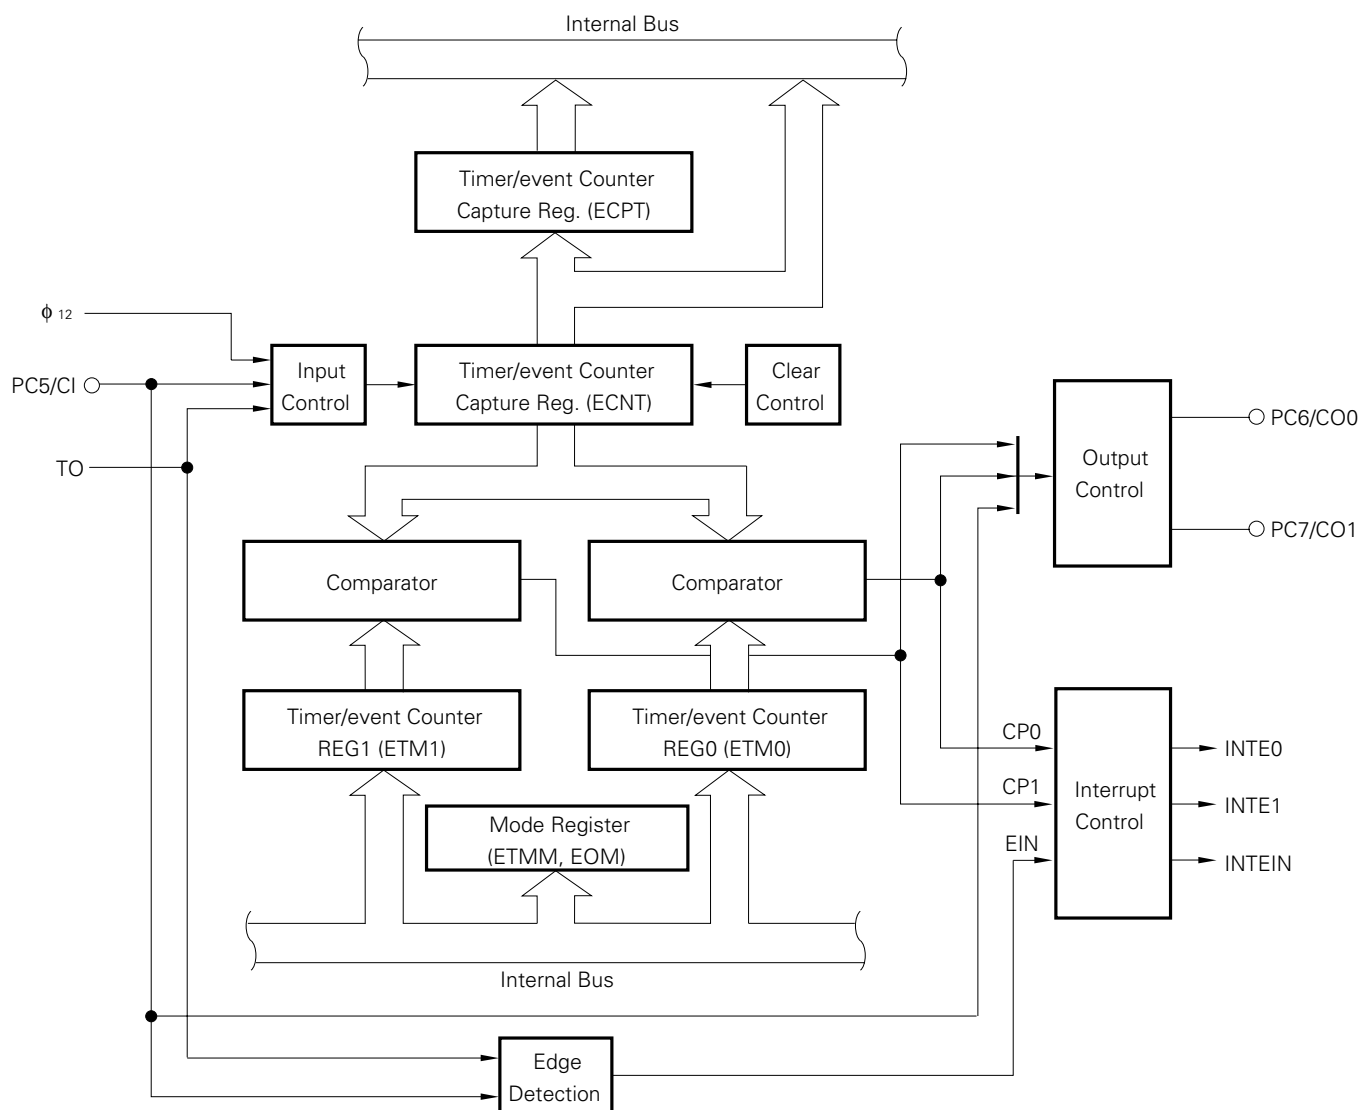 Internal Bus
Timer/event Counter
Capture Reg. (ECPT)
ϕ 12
PC5/CI
TO
Input
Control
Timer/event Counter
Capture Reg. (ECNT)
Clear
Control
Output
Control
PC6/CO0
PC7/CO1
Comparator
Comparator
Timer/event Counter
REG1 (ETM1)
Timer/event Counter
REG0 (ETM0)
Mode Register
(ETMM, EOM)
CP0
CP1
EIN
Interrupt
Control
INTE0
INTE1
INTEIN
Internal Bus
Edge
Detection